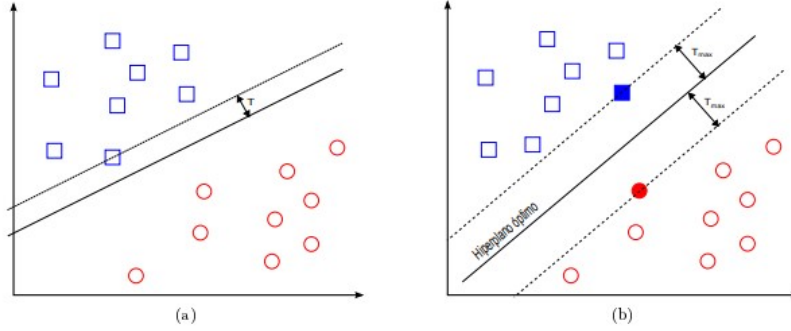 τ
(a)
τmax
τmax
Hiperplano óptimo
(b)